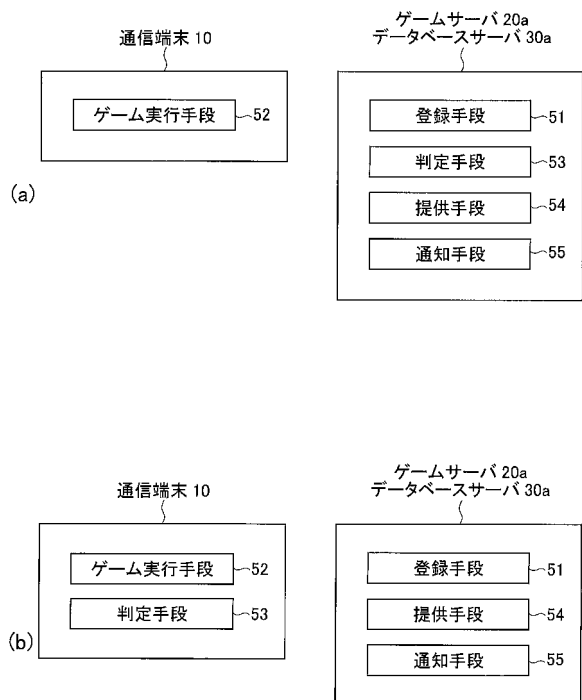 通信端末 10
ゲームサーバ 20a
データベースサーバ 30a
ゲーム実行手段 52
登録手段 51
判定手段 53
提供手段 54
通知手段 55
(a)
通信端末 10
ゲームサーバ 20a
データベースサーバ 30a
ゲーム実行手段 52
判定手段 53
登録手段 51
提供手段 54
通知手段 55
(b)